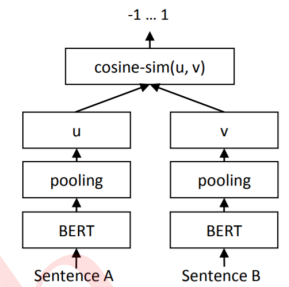 -1 … 1
cosine-sim(u, v)
u v
pooling pooling
BERT BERT
Sentence A Sentence B